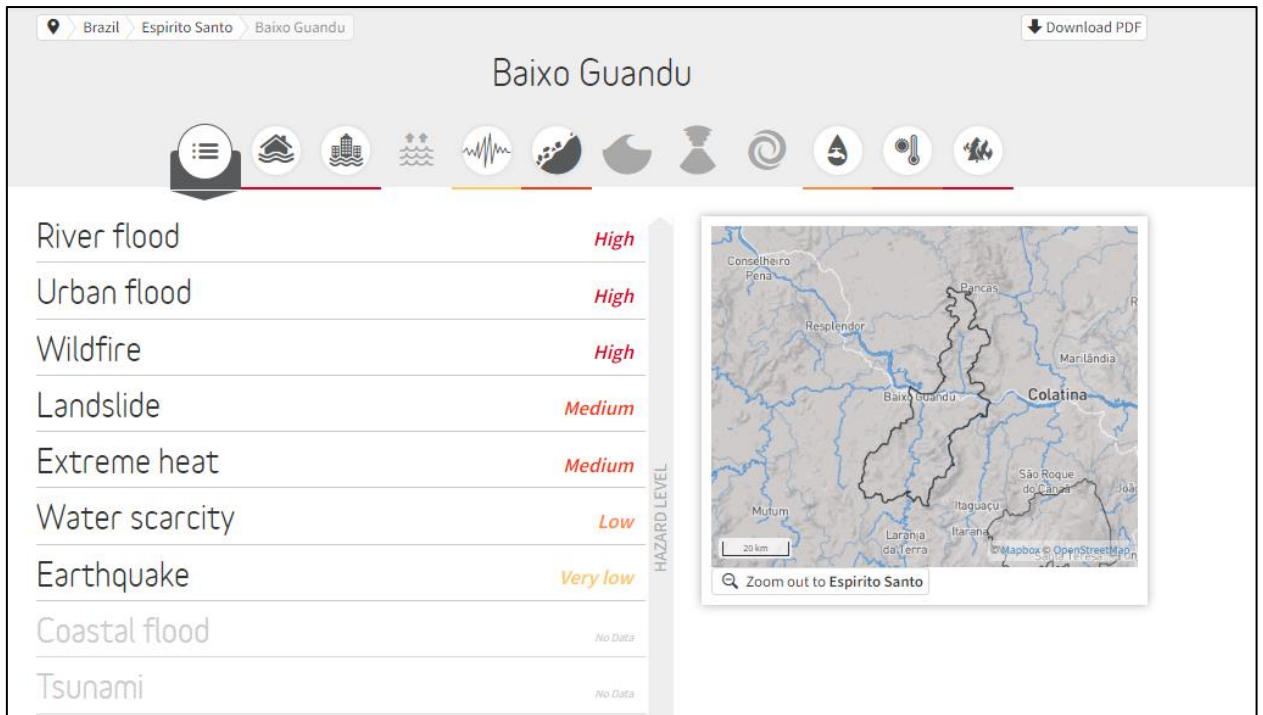 Brazil Espirito Santo Baixo Guandu
Download PDF
Baixo Guandu
River flood High
Urban flood High
Wildfire High
Landslide Medium
Extreme heat Medium
Water scarcity Low
Earthquake Very low
Coastal flood No Data
Tsunami No Data
HAZARD LEVEL
Conselheiro
Pena
Pancas
Resplendor
Marilândia
Baixo Guandu
Colatina
São Roque
do Canaã
João
Mutum
Itaguaçu
Laranja
da Terra
Itarana
20 km
© Mapbox © OpenStreetMap
Santa Teresa
Zoom out to Espirito Santo